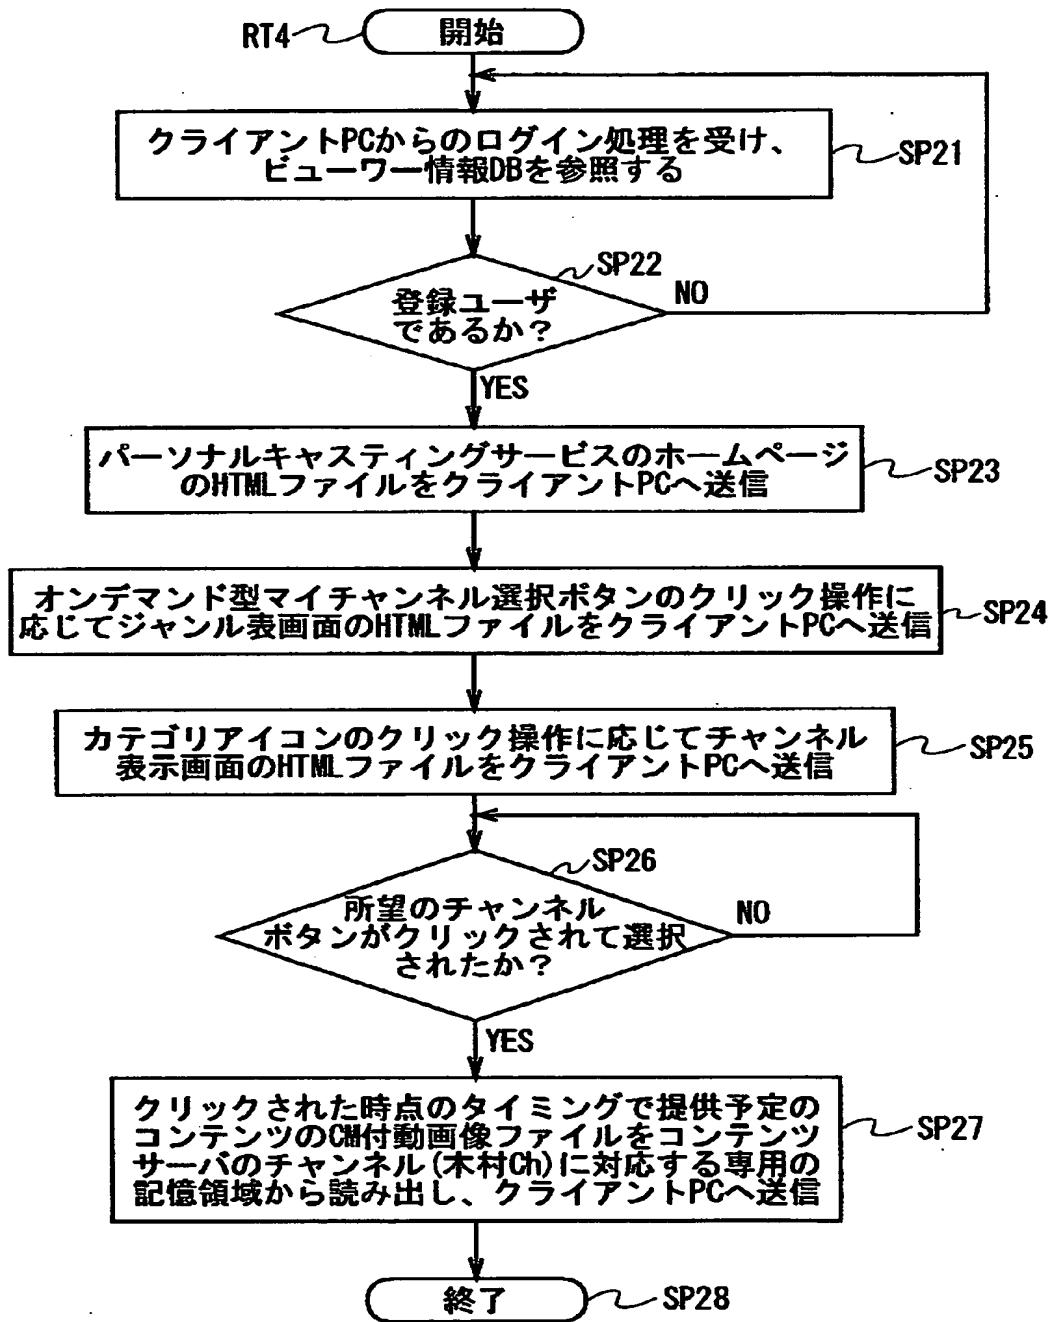 RT4
開始
クライアントPCからのログイン処理を受け、
ビューワー情報DBを参照する
SP21
SP22
登録ユーザ
であるか?
NO
YES
パーソナルキャスティングサービスのホームページ
のHTMLファイルをクライアントPCへ送信
SP23
オンデマンド型マイチャンネル選択ボタンのクリック操作に
応じてジャンル表画面のHTMLファイルをクライアントPCへ送信
SP24
カテゴリアイコンのクリック操作に応じてチャンネル
表示画面のHTMLファイルをクライアントPCへ送信
SP25
SP26
所望のチャンネル
ボタンがクリックされて選択
されたか?
NO
YES
クリックされた時点のタイミングで提供予定の
コンテンツのCM付動画像ファイルをコンテンツ
サーバのチャンネル(木村Ch)に対応する専用の
記憶領域から読み出し、クライアントPCへ送信
SP27
終了
SP28